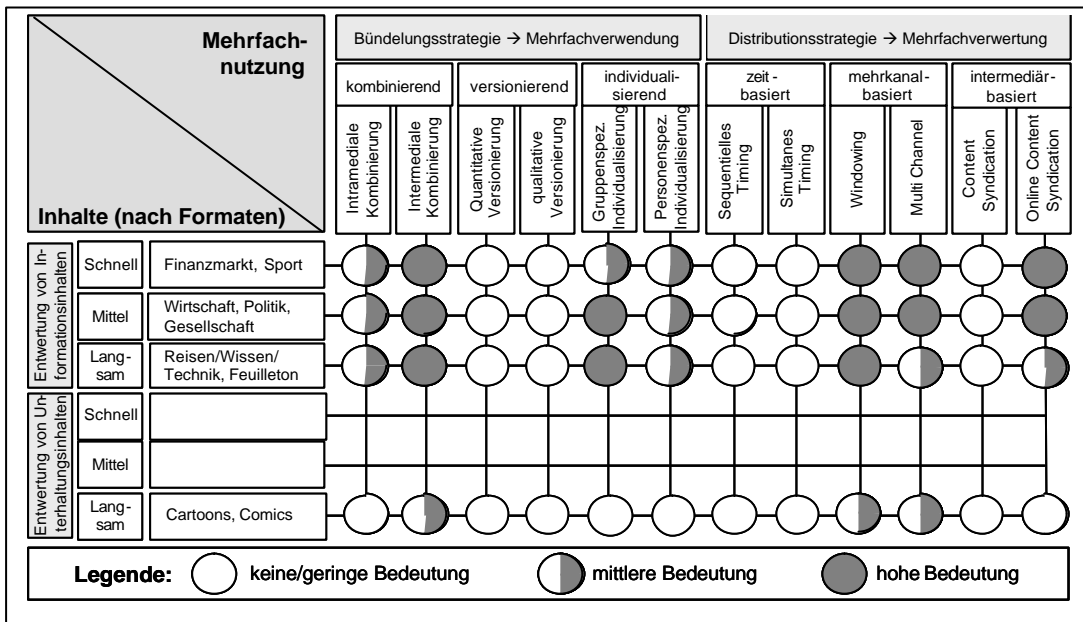 Mehrfach-
nutzung
Inhalte (nach Formaten)
Bündelungsstrategie → Mehrfachverwendung
Distributionsstrategie → Mehrfachverwertung
kombinierend
versionierend
individuali-
sierend
zeit-
basiert
mehrkanal-
basiert
intermediär-
basiert
Intramediale
Kombinierung
Intermediale
Kombinierung
Quantitative
Versionierung
qualitative
Versionierung
Gruppenspez.
Individualisierung
Personenspez.
Individualisierung
Sequentielles
Timing
Simultanes
Timing
Windowing
Multi Channel
Content
Syndication
Online Content
Syndication
Entwertung von In-
formationsinhalten
Schnell
Finanzmarkt, Sport
Mittel
Wirtschaft, Politik,
Gesellschaft
Lang-
sam
Reisen/Wissen/
Technik, Feuilleton
Entwertung von Un-
terhaltungsinhalten
Schnell
Mittel
Lang-
sam
Cartoons, Comics
Legende:
keine/geringe Bedeutung
mittlere Bedeutung
hohe Bedeutung